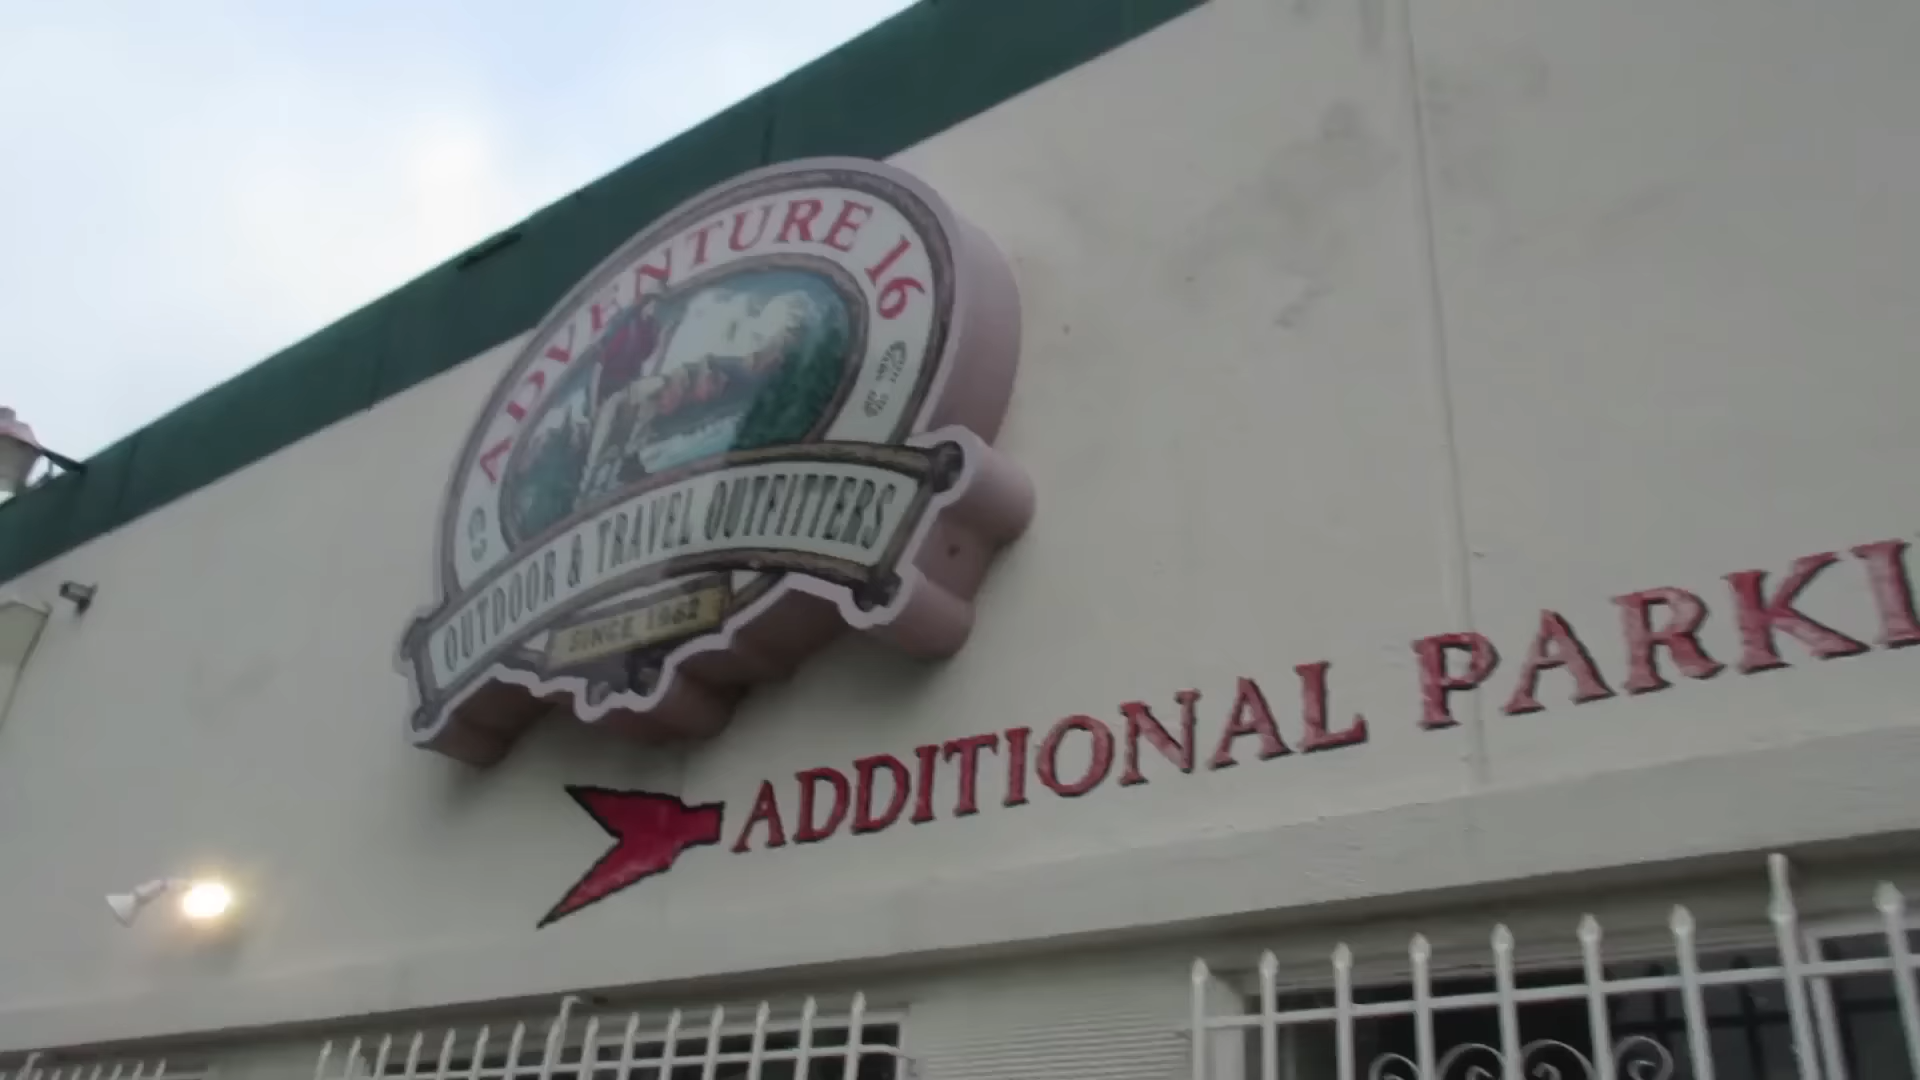 ADVENTURE 16
OUTDOOR & TRAVEL OUTFITTERS
SINCE 1962
ADDITIONAL PARKI